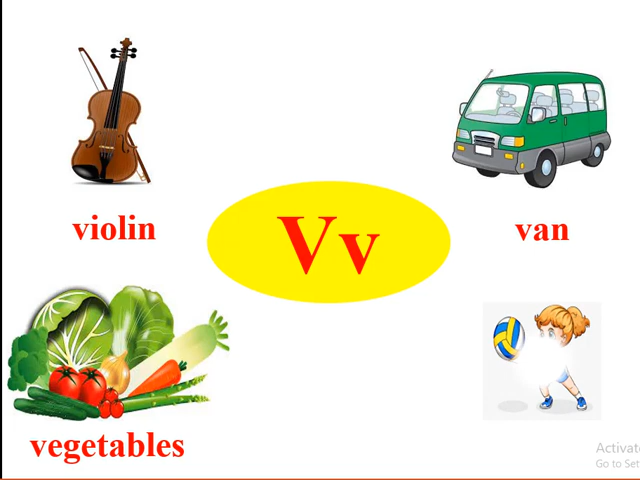 violin
van
Vv
vegetables
Activate
Go to Set